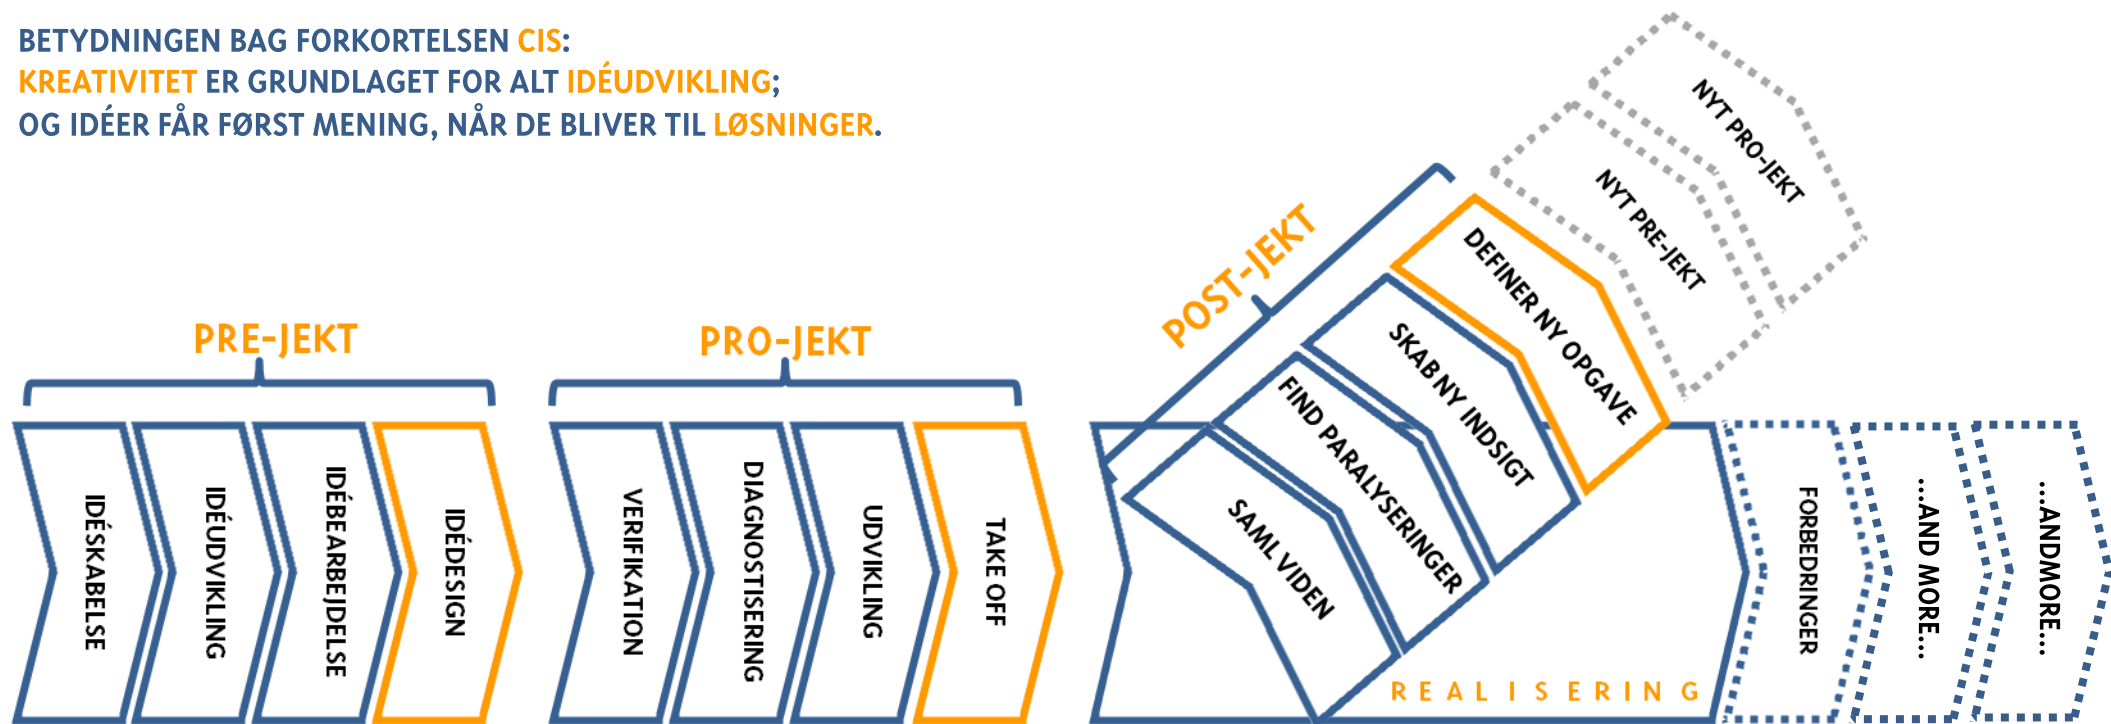 BETYDNINGEN BAG FORKORTELSEN CIS:
KREATIVITET ER GRUNDLAGET FOR ALT IDÉUDVIKLING;
OG IDÉER FÅR FØRST MENING, NÅR DE BLIVER TIL LØSNINGER.
PRE-JEKT
IDÉSKABELSE
IDÉUDVIKLING
IDÉBEARBEJDELSE
IDÉDESIGN
PRO-JEKT
VERIFIKATION
DIAGNOSTISERING
UDVIKLING
TAKE OFF
POST-JEKT
SAML VIDEN
FIND PARALYSERINGER
SKAB NY INDSIGT
DEFINER NY OPGAVE
NYT PRE-JEKT
NYT PRO-JEKT
REALISERING
FORBEDRINGER
...AND MORE...
...ANDMORE...